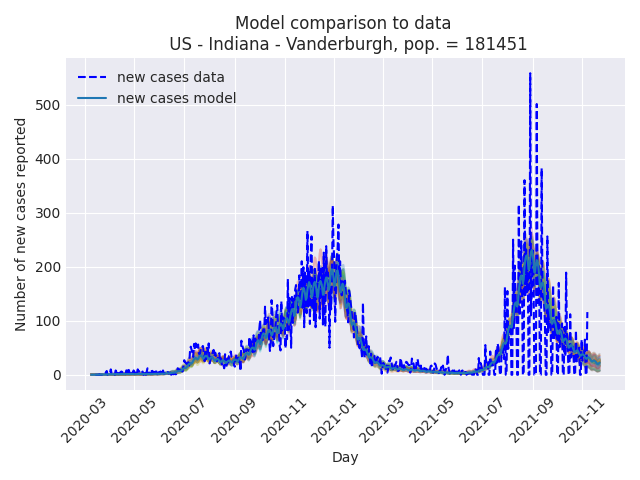 Model comparison to data
US - Indiana - Vanderburgh, pop. = 181451
new cases data
new cases model
Number of new cases reported
500
400
300
200
100
0
2020-03
2020-05
2020-07
2020-09
2020-11
2021-01
2021-03
2021-05
2021-07
2021-09
2021-11
Day